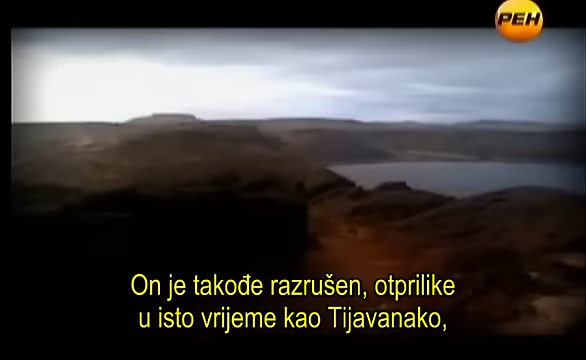 РЕН
On je takođe razrušen, otprilike
u isto vrijeme kao Tijavanako,